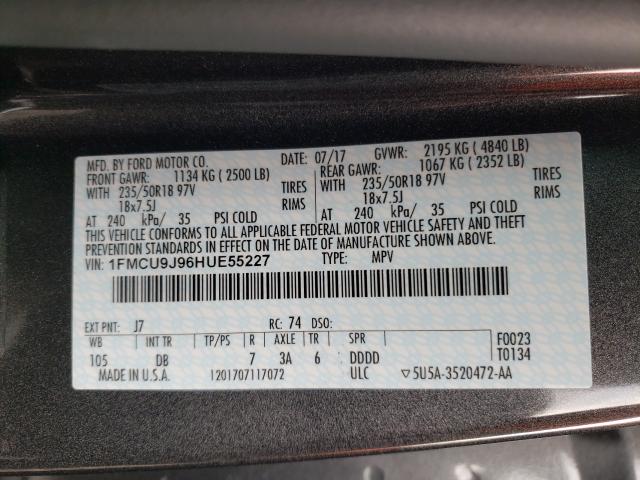 MFD. BY FORD MOTOR CO. DATE: 07/17 GVWR: 2195 KG ( 4840 LB)
FRONT GAWR: 1134 KG ( 2500 LB) REAR GAWR: 1067 KG ( 2352 LB)
WITH 235/50R18 97V TIRES WITH 235/50R18 97V TIRES
18x7.5J RIMS 18x7.5J RIMS
AT 240 kPa/ 35 PSI COLD AT 240 kPa/ 35 PSI COLD
THIS VEHICLE CONFORMS TO ALL APPLICABLE FEDERAL MOTOR VEHICLE SAFETY AND THEFT
PREVENTION STANDARDS IN EFFECT ON THE DATE OF MANUFACTURE SHOWN ABOVE.
VIN: 1FMCU9J96HUE55227 TYPE: MPV
EXT PNT: J7 RC: 74 DSO:
WB INT TR TP/PS R AXLE TR SPR F0023
105 DB 7 3A 6 DDDD T0134
MADE IN U.S.A. 1201707117072 ULC ▽5U5A-3520472-AA